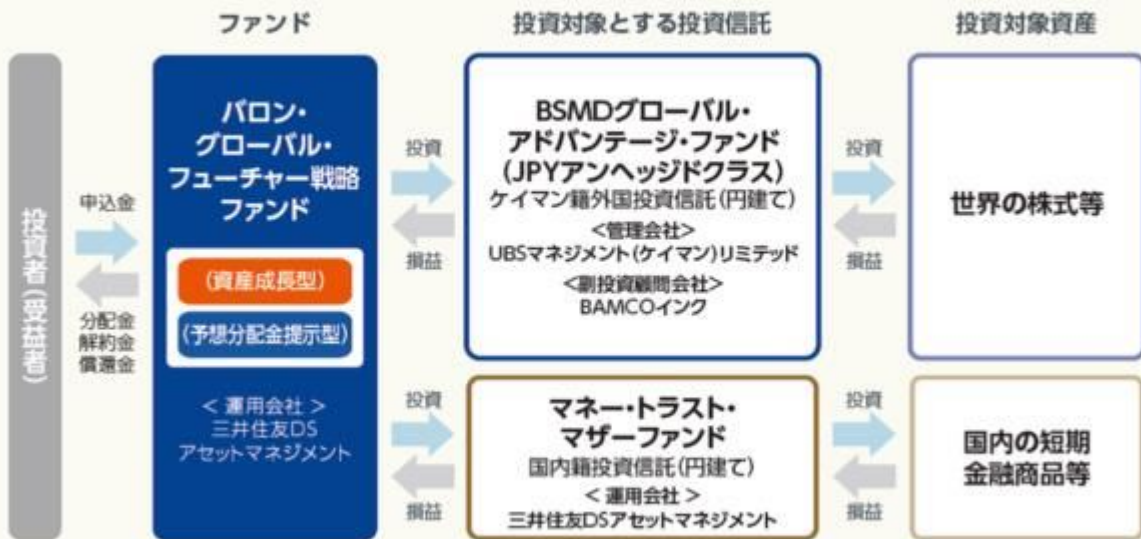 ファンド
投資対象とする投資信託
投資対象資産
投資者(受益者)
申込金
分配金
解約金
償還金
バロン・
グローバル・
フューチャー戦略
ファンド
(資産成長型)
(予想分配金提示型)
< 運用会社 >
三井住友DS
アセットマネジメント
投資
損益
BSMDグローバル・
アドバンテージ・ファンド
(JPYアンヘッジドクラス)
ケイマン籍外国投資信託(円建て)
<管理会社>
UBSマネジメント(ケイマン)リミテッド
<副投資顧問会社>
BAMCOインク
投資
損益
世界の株式等
投資
損益
マネー・トラスト・
マザーファンド
国内籍投資信託(円建て)
< 運用会社 >
三井住友DSアセットマネジメント
投資
損益
国内の短期
金融商品等